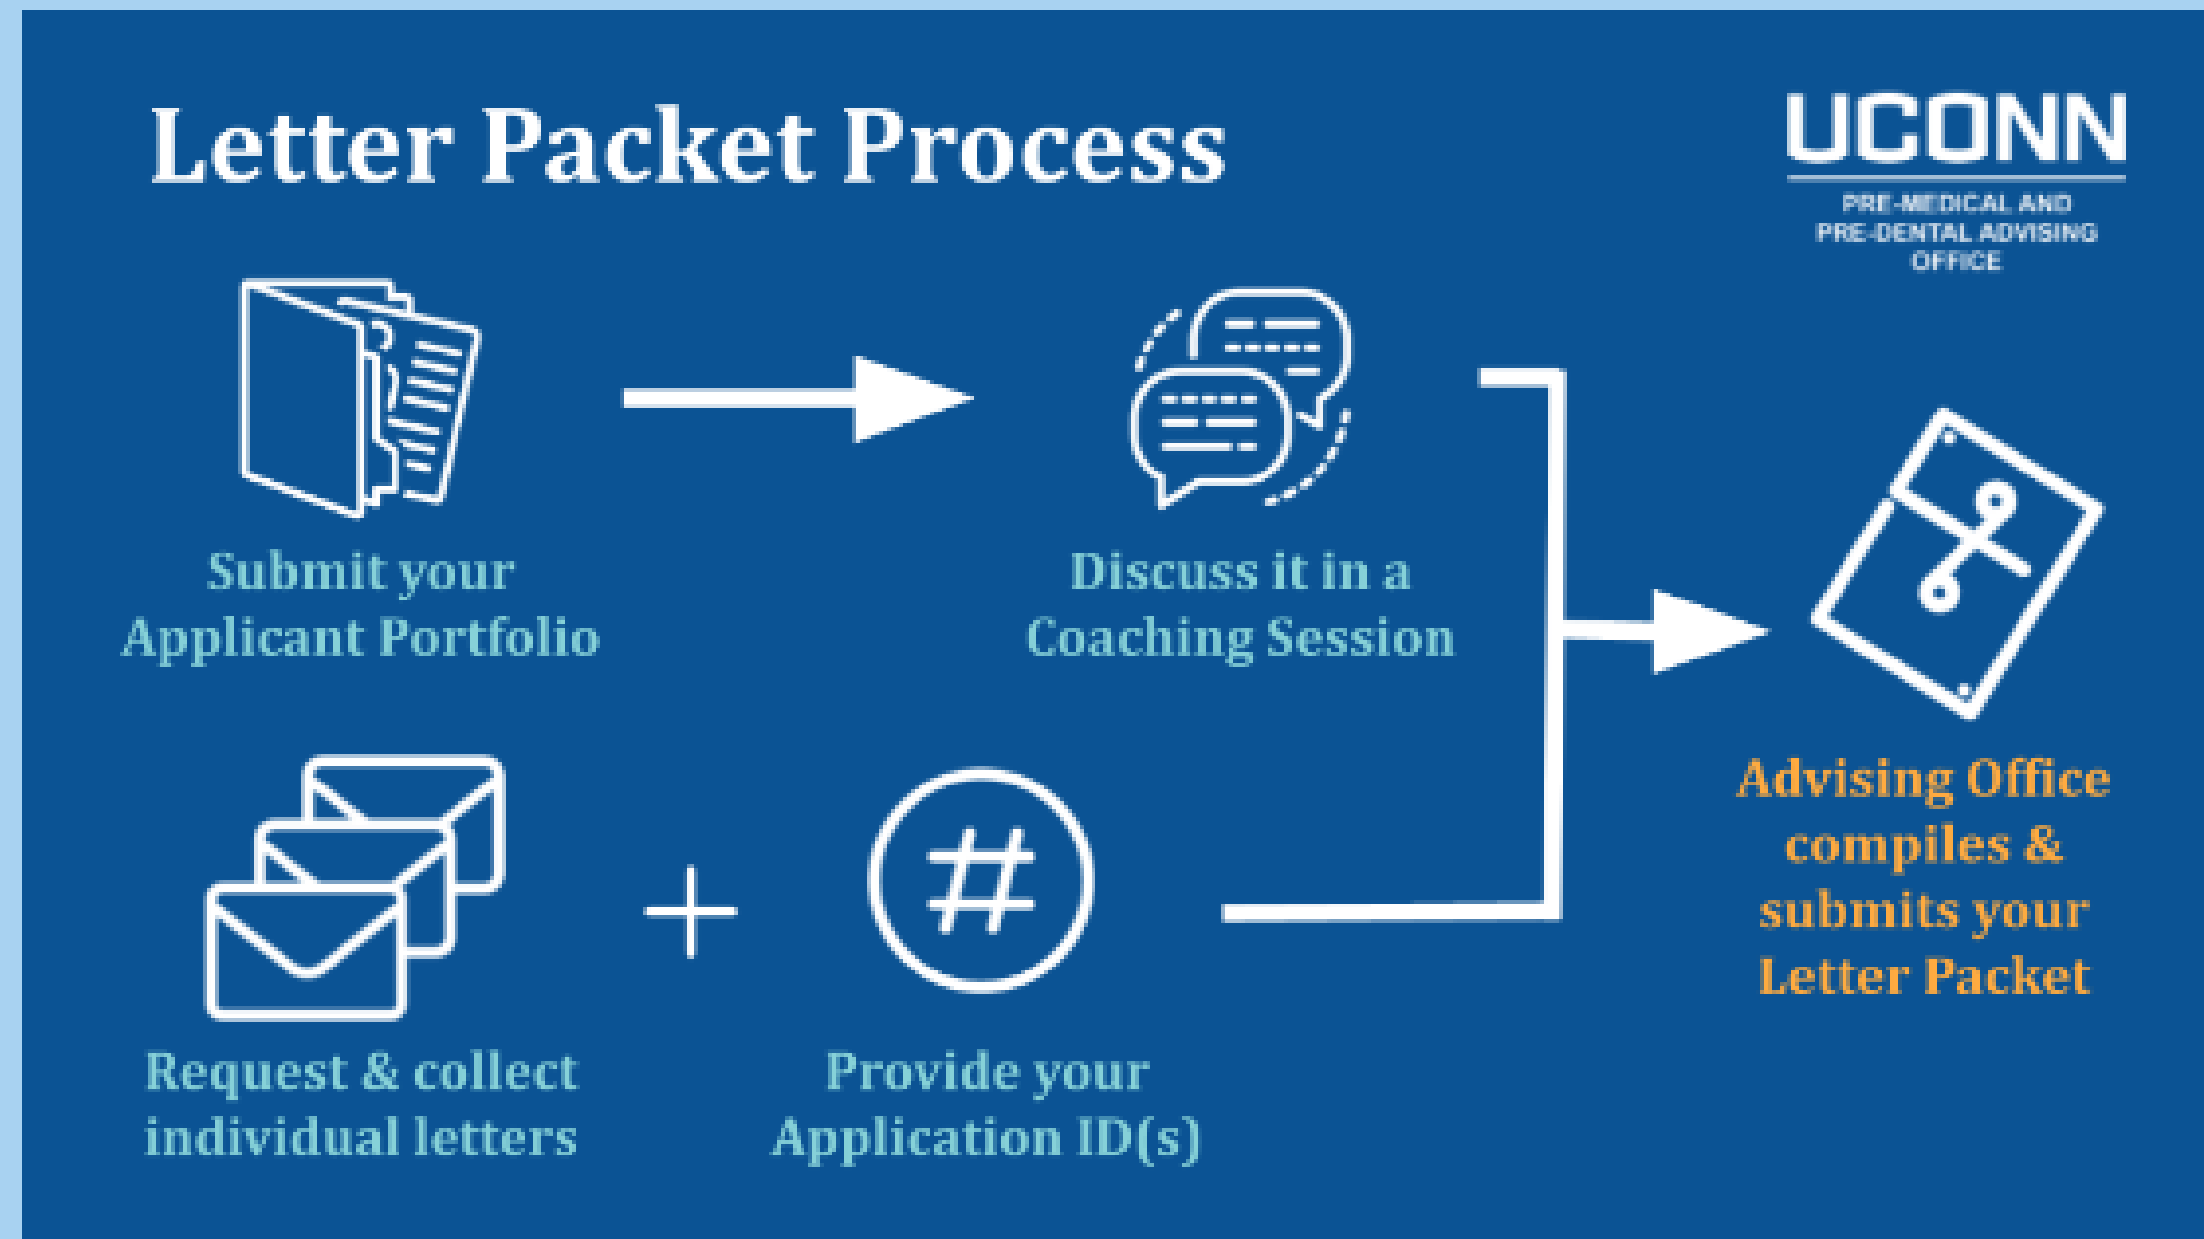 Letter Packet Process
UCONN
PRE-MEDICAL AND
PRE-DENTAL ADVISING
OFFICE
Submit your
Applicant Portfolio
Discuss it in a
Coaching Session
Request & collect
individual letters
+
#
Provide your
Application ID(s)
Advising Office
compiles &
submits your
Letter Packet